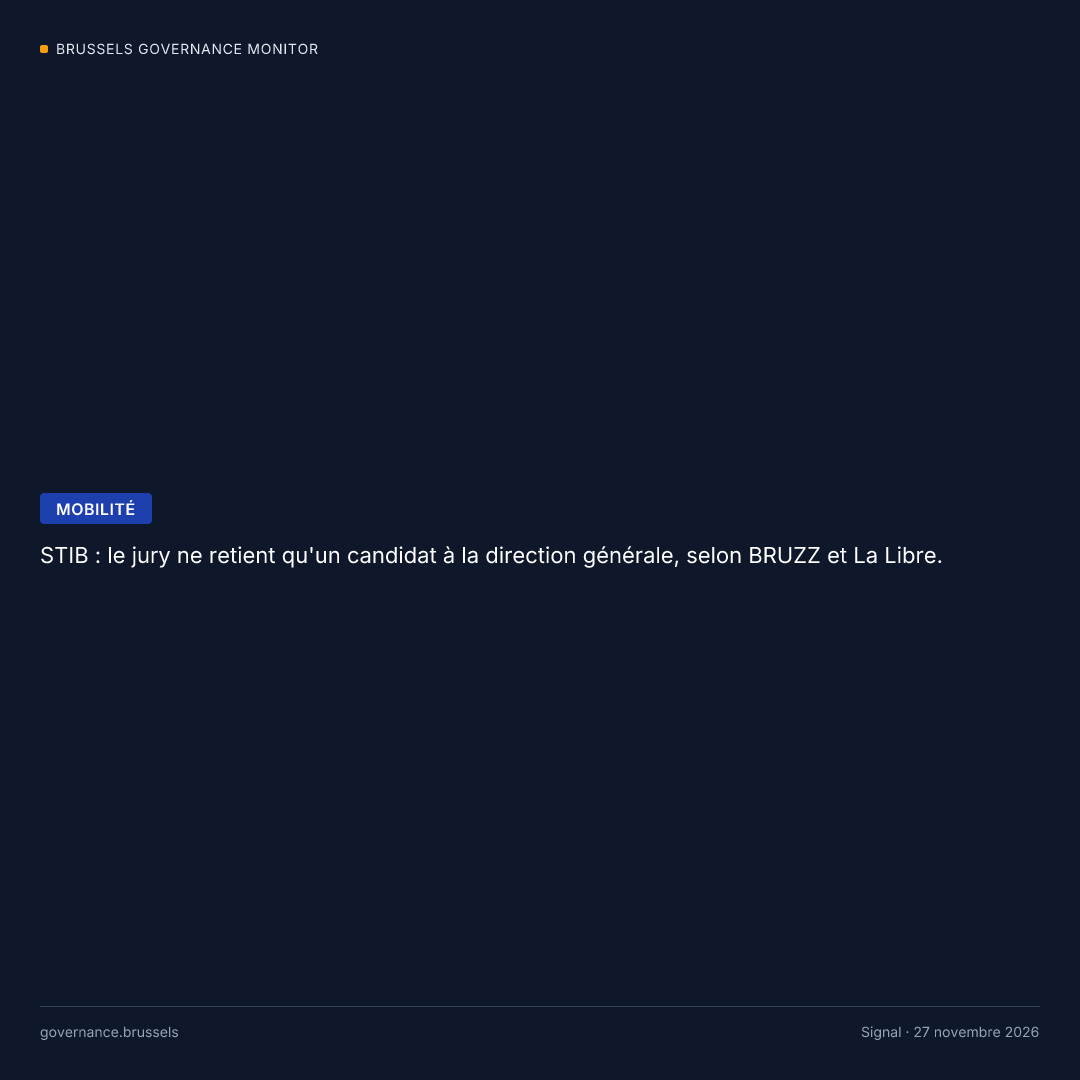 BRUSSELS GOVERNANCE MONITOR
MOBILITÉ
STIB : le jury ne retient qu'un candidat à la direction générale, selon BRUZZ et La Libre.
governance.brussels
Signal · 27 novembre 2026